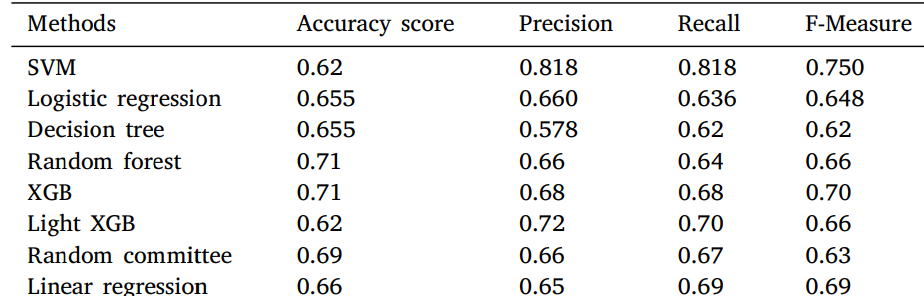 Methods Accuracy score Precision Recall F-Measure
SVM 0.62 0.818 0.818 0.750
Logistic regression 0.655 0.660 0.636 0.648
Decision tree 0.655 0.578 0.62 0.62
Random forest 0.71 0.66 0.64 0.66
XGB 0.71 0.68 0.68 0.70
Light XGB 0.62 0.72 0.70 0.66
Random committee 0.69 0.66 0.67 0.63
Linear regression 0.66 0.65 0.69 0.69